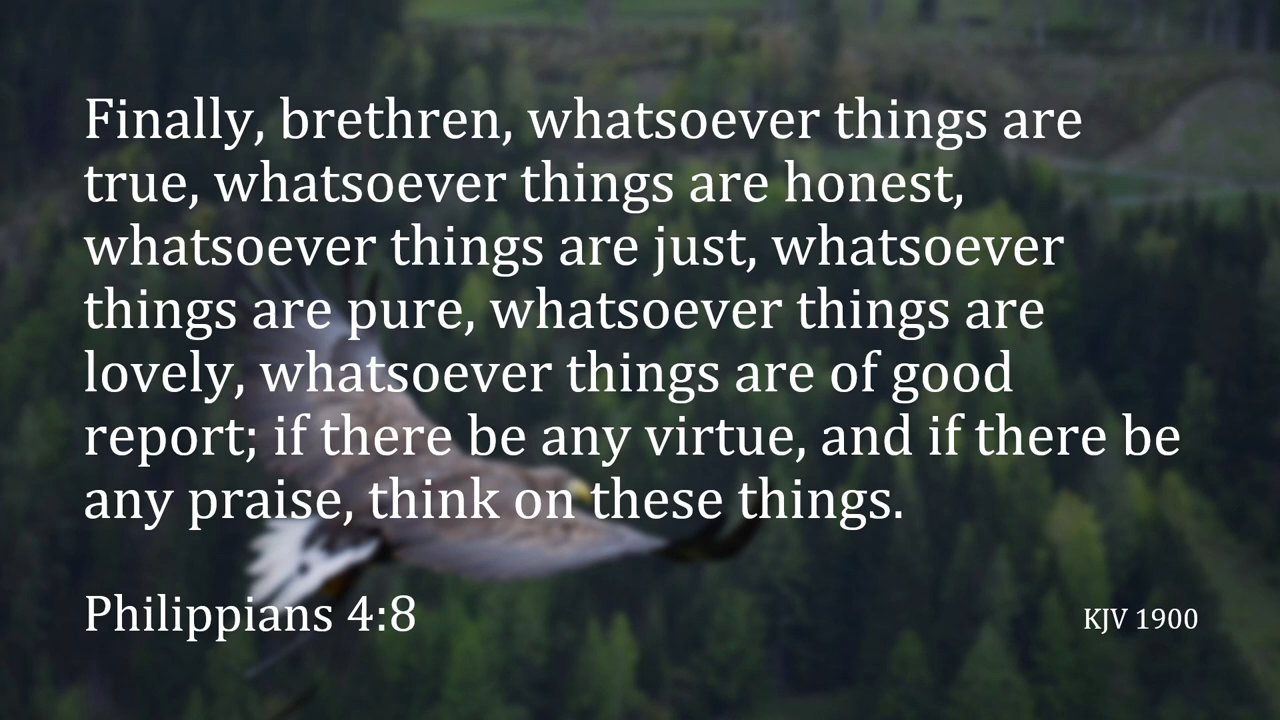 Finally, brethren, whatsoever things are
true, whatsoever things are honest,
whatsoever things are just, whatsoever
things are pure, whatsoever things are
lovely, whatsoever things are of good
report; if there be any virtue, and if there be
any praise, think on these things.
Philippians 4:8
KJV 1900